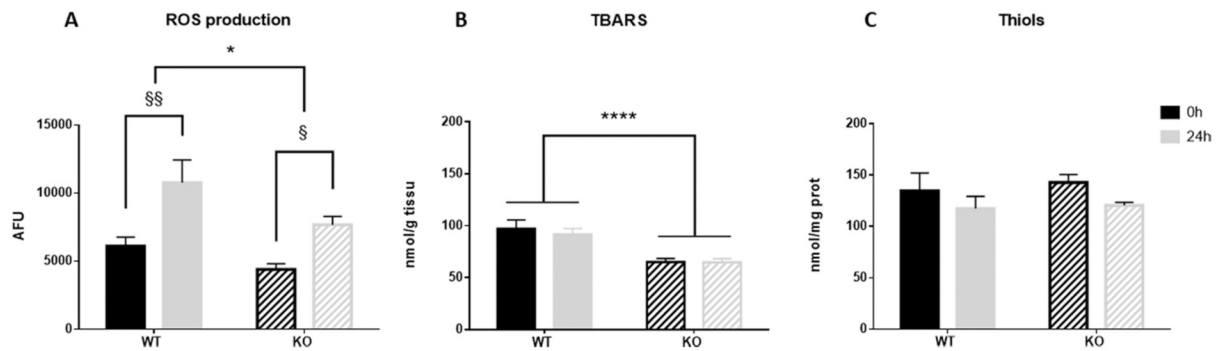 A ROS production
*
§§
§
15000
10000
5000
0
AFU
WT KO
B TBARS
****
200
150
100
50
0
nmol/g tissu
WT KO
C Thiols
200
150
100
50
0
nmol/mg prot
WT KO
0h
24h